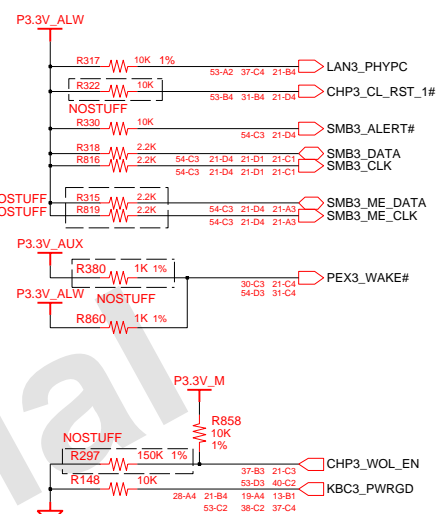 P3.3V_ALW
R317 10K 1%
53-A2 37-C4 21-B4
LAN3_PHYPC
R322 10K
53-B4 31-B4 21-D4
CHP3_CL_RST_1#
NOSTUFF
R330 10K
54-C3 21-D4
SMB3_ALERT#
R318 2.2K
54-C3 21-D4 21-D1 21-C1
SMB3_DATA
R816 2.2K
54-C3 21-D4 21-D1 21-C1
SMB3_CLK
OSTUFF R315 2.2K
54-C3 21-D4 21-A3
SMB3_ME_DATA
OSTUFF R819 2.2K
54-C3 21-D4 21-A3
SMB3_ME_CLK
P3.3V_AUX
R380 1K 1%
30-C3 21-C4
54-D3 31-C4
PEX3_WAKE#
P3.3V_ALW
NOSTUFF
R860 1K 1%
P3.3V_M
R858
10K
1%
NOSTUFF
R297 150K 1%
37-B3 21-C3
CHP3_WOL_EN
R148 10K
53-D3 40-C2
KBC3_PWRGD
28-A4 21-B4 19-A4 13-B1
53-C2 38-C2 37-C4